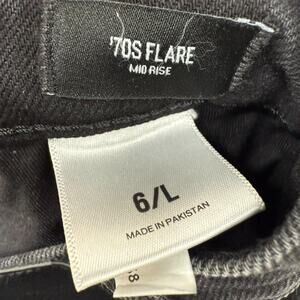 '70S FLARE
MID RISE
6/L
MADE IN PAKISTAN